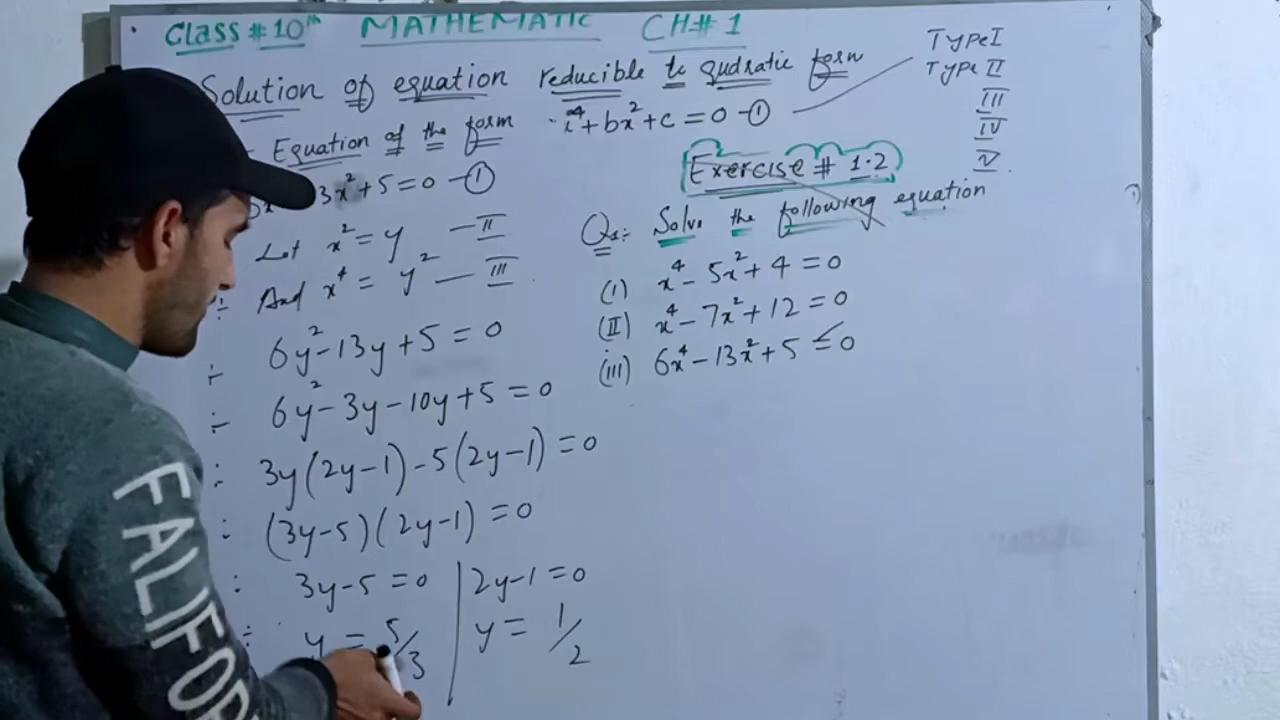 Class # 10th MATHEMATIC CH# 1
Solution of equation reducible to qudratic form
Equation of the form x⁴+bx²+c=0 -①
Type I
Type II
III
IV
V
3x²+5=0 -①
Let x²=y -II
And x⁴=y² - III
6y²-13y+5=0
6y²-3y-10y+5=0
3y(2y-1)-5(2y-1)=0
(3y-5)(2y-1)=0
3y-5=0 | 2y-1=0
y=5/3 | y=1/2
Exercise # 1.2
Qs: Solve the following equation
(I) x⁴-5x²+4=0
(II) x⁴-7x²+12=0
(iii) 6x⁴-13x²+5=0
FALIFOR